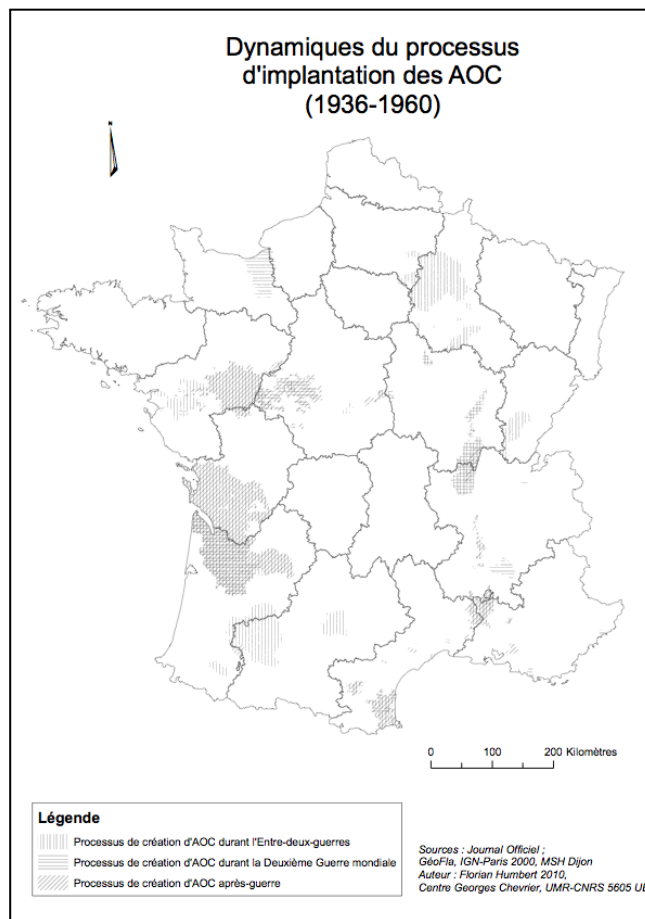 Dynamiques du processus
d'implantation des AOC
(1936-1960)
N
0 100 200 Kilomètres
Légende
Processus de création d'AOC durant l'Entre-deux-guerres
Processus de création d'AOC durant la Deuxième Guerre mondiale
Processus de création d'AOC après-guerre
Sources : Journal Officiel ;
GéoFla, IGN-Paris 2000, MSH Dijon
Auteur : Florian Humbert 2010,
Centre Georges Chevrier, UMR-CNRS 5605